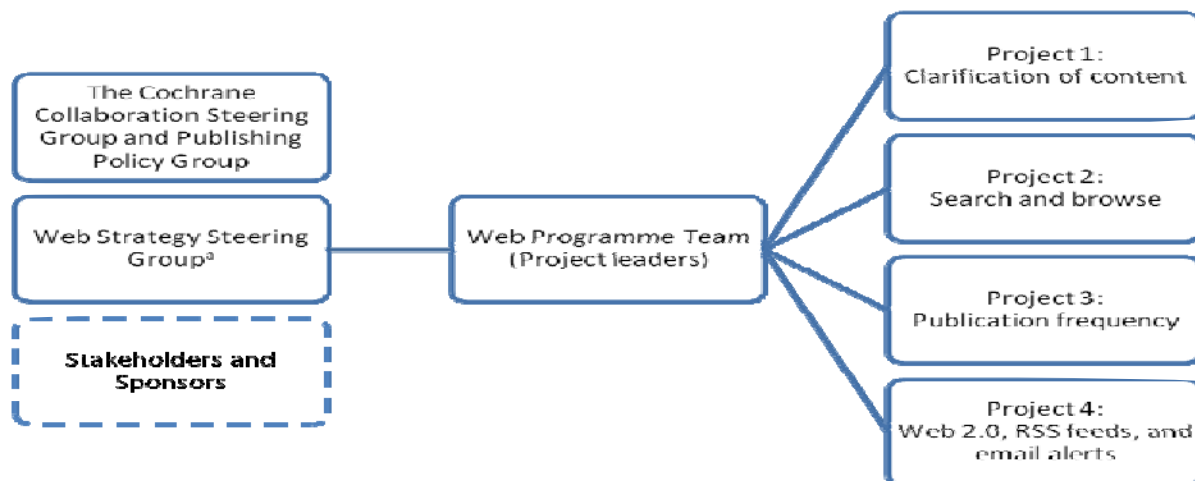 The Cochrane
Collaboration Steering
Group and Publishing
Policy Group
Web Strategy Steering
Groupᵃ
Stakeholders and
Sponsors
Web Programme Team
(Project leaders)
Project 1:
Clarification of content
Project 2:
Search and browse
Project 3:
Publication frequency
Project 4:
Web 2.0, RSS feeds, and
email alerts